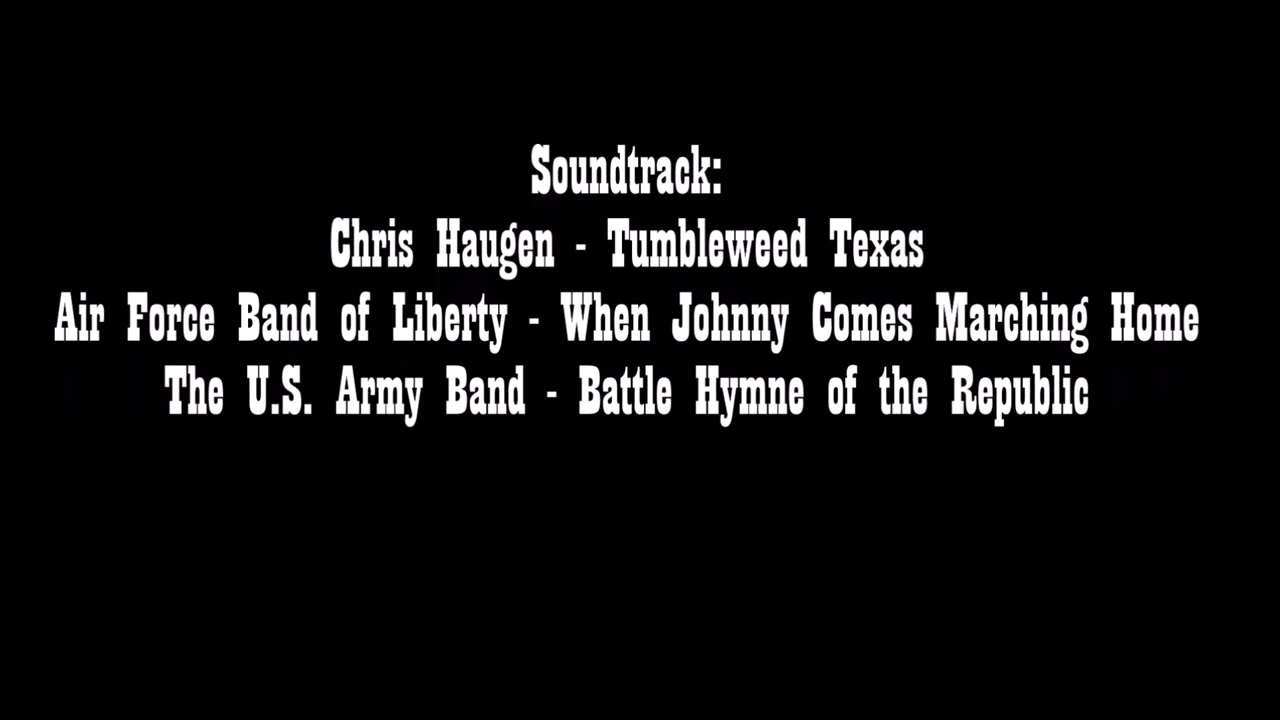 Soundtrack:
Chris Haugen - Tumbleweed Texas
Air Force Band of Liberty - When Johnny Comes Marching Home
The U.S. Army Band - Battle Hymne of the Republic